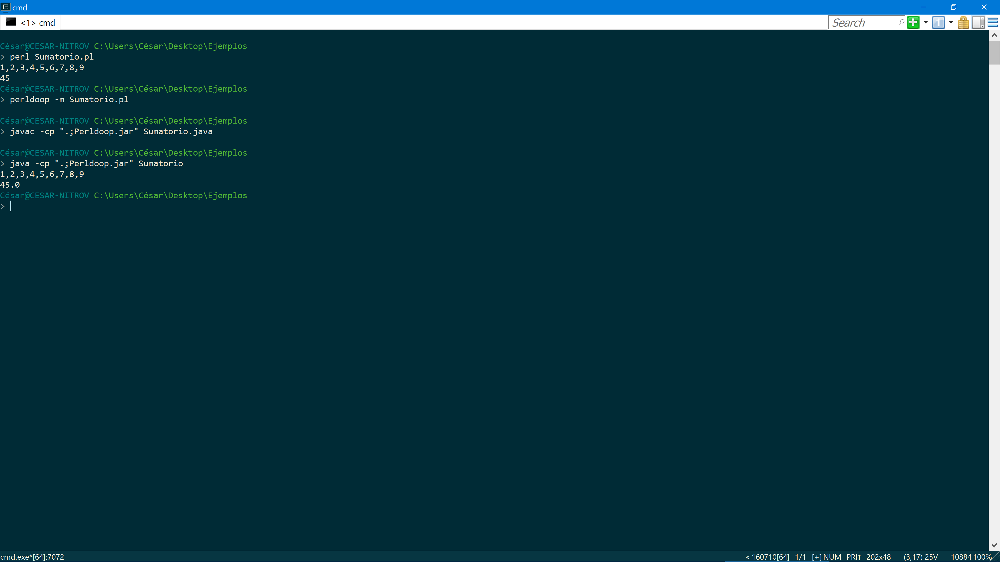 cmd
<1> cmd
Search
1
César@CESAR-NITROV C:\Users\César\Desktop\Ejemplos
> perl Sumatorio.pl
1,2,3,4,5,6,7,8,9
45
César@CESAR-NITROV C:\Users\César\Desktop\Ejemplos
> perldoop -m Sumatorio.pl
César@CESAR-NITROV C:\Users\César\Desktop\Ejemplos
> javac -cp ".;Perldoop.jar" Sumatorio.java
César@CESAR-NITROV C:\Users\César\Desktop\Ejemplos
> java -cp ".;Perldoop.jar" Sumatorio
1,2,3,4,5,6,7,8,9
45.0
César@CESAR-NITROV C:\Users\César\Desktop\Ejemplos
>
cmd.exe*[64]:7072 « 160710[64] 1/1 [+] NUM PRI↕ 202x48 (3,17) 25V 10884 100%